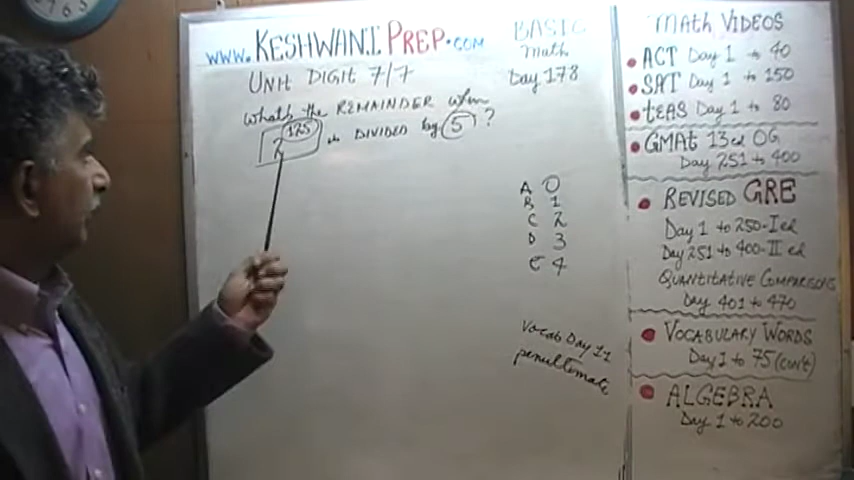 www.KESHWANIPREP.com
UNIT DIGIT 7/7
BASIC
Math
Day 178
What's the REMAINDER when
2^125 is DIVIDED by 5 ?
A 0
B 1
C 2
D 3
E 4
Vocab Day 11
penultimate
Math VIDEOS
ACT Day 1 to 40
SAT Day 1 to 150
tEAS Day 1 to 80
GMAt 13ed OG
Day 251 to 400
REVISED GRE
Day 1 to 250-I ed
Day 251 to 400-II ed
QUANTITATIVE COMPARISONS
Day 401 to 470
VOCABULARY WORDS
Day 1 to 75 (con't)
ALGEBRA
Day 1 to 200